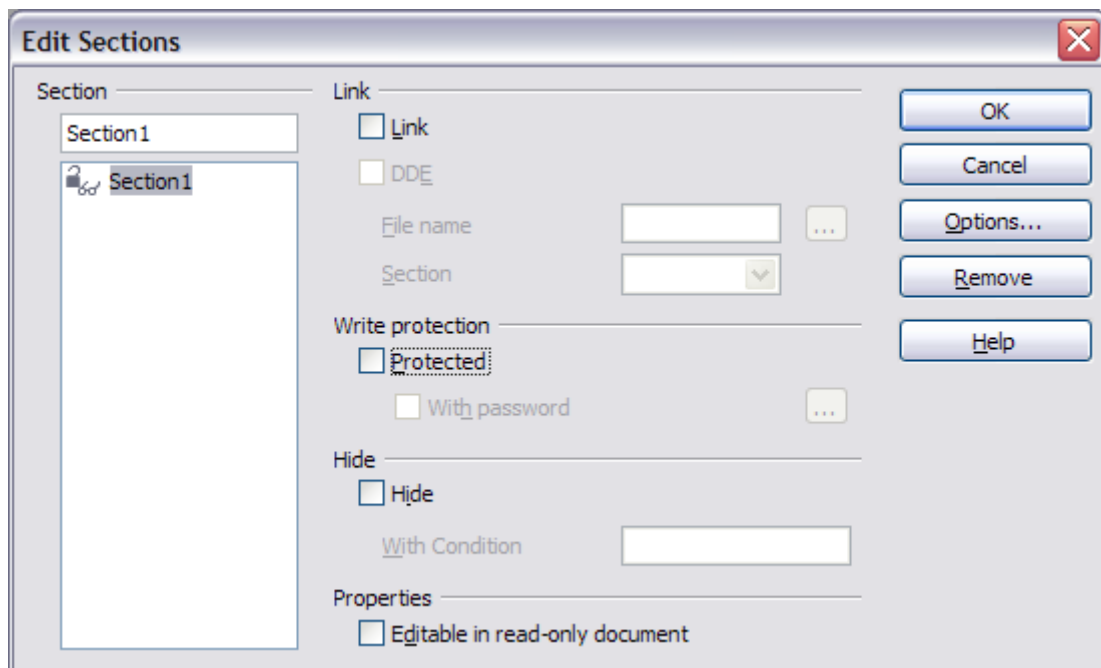 Edit Sections
Section
Section1
Section1
Link
Link
DDE
File name
...
Section
Write protection
Protected
With password
...
Hide
Hide
With Condition
Properties
Editable in read-only document
OK
Cancel
Options...
Remove
Help